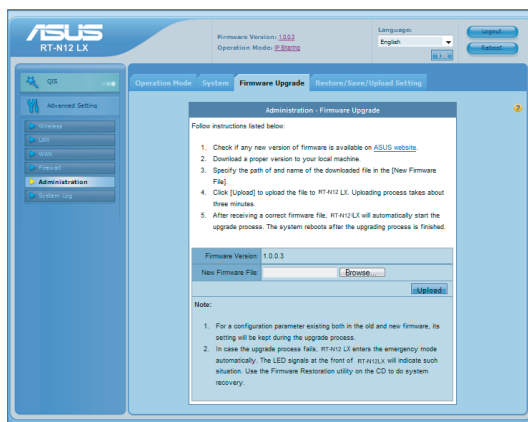 ASUS
RT-N12 LX
Firmware Version: 1.0.0.3
Operation Mode: IP Sharing
Language:
English
Logout
Reboot
QIS
Advanced Setting
Wireless
LAN
WAN
Firewall
Administration
System Log
Operation Mode System Firmware Upgrade Restore/Save/Upload Setting
Administration - Firmware Upgrade
Follow instructions listed below:
1. Check if any new version of firmware is available on ASUS website.
2. Download a proper version to your local machine.
3. Specify the path of and name of the downloaded file in the [New Firmware
File].
4. Click [Upload] to upload the file to RT-N12 LX. Uploading process takes about
three minutes.
5. After receiving a correct firmware file, RT-N12 LX will automatically start the
upgrade process. The system reboots after the upgrading process is finished.
Firmware Version: 1.0.0.3
New Firmware File: Browse...
Upload
Note:
1. For a configuration parameter existing both in the old and new firmware, its
setting will be kept during the upgrade process.
2. In case the upgrade process fails, RT-N12 LX enters the emergency mode
automatically. The LED signals at the front of RT-N12LX will indicate such
situation. Use the Firmware Restoration utility on the CD to do system
recovery.